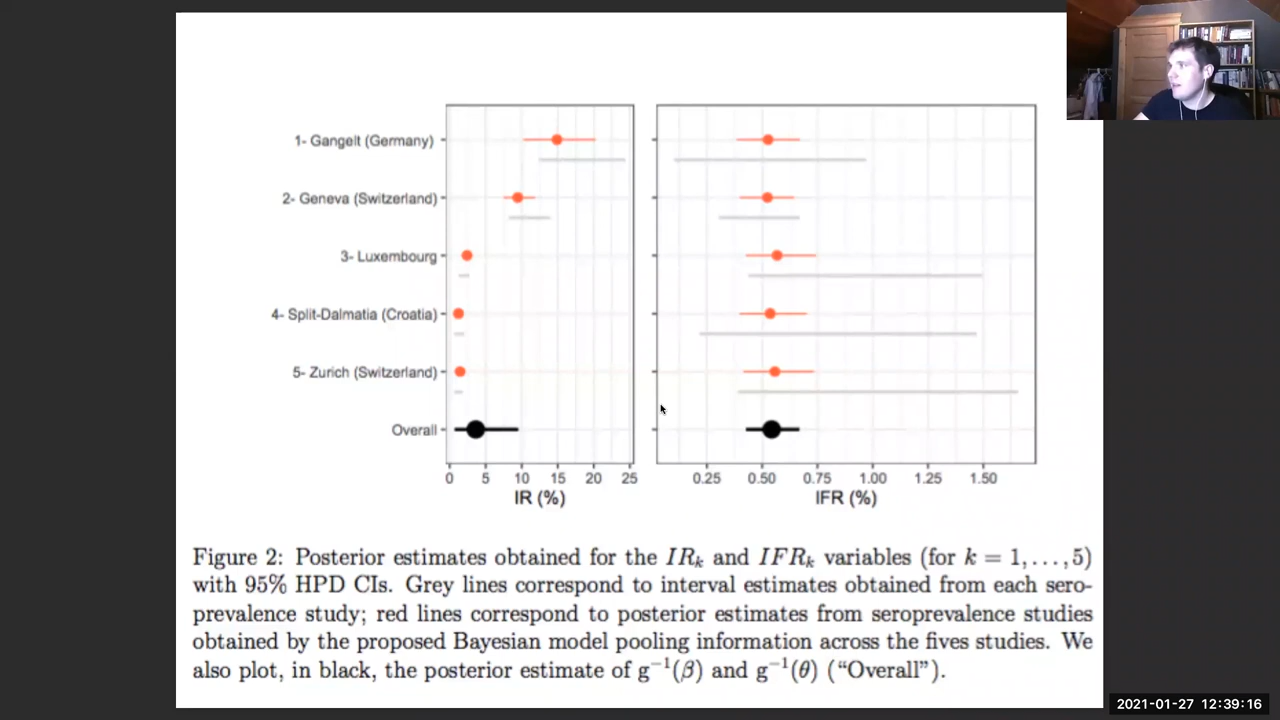 1- Gangelt (Germany)
2- Geneva (Switzerland)
3- Luxembourg
4- Split-Dalmatia (Croatia)
5- Zurich (Switzerland)
Overall
0 5 10 15 20 25
IR (%)
0.25 0.50 0.75 1.00 1.25 1.50
IFR (%)
Figure 2: Posterior estimates obtained for the IRₖ and IFRₖ variables (for k = 1, . . . , 5)
with 95% HPD CIs. Grey lines correspond to interval estimates obtained from each sero-
prevalence study; red lines correspond to posterior estimates from seroprevalence studies
obtained by the proposed Bayesian model pooling information across the fives studies. We
also plot, in black, the posterior estimate of g⁻¹(β) and g⁻¹(θ) (“Overall”).
2021-01-27 12:39:16